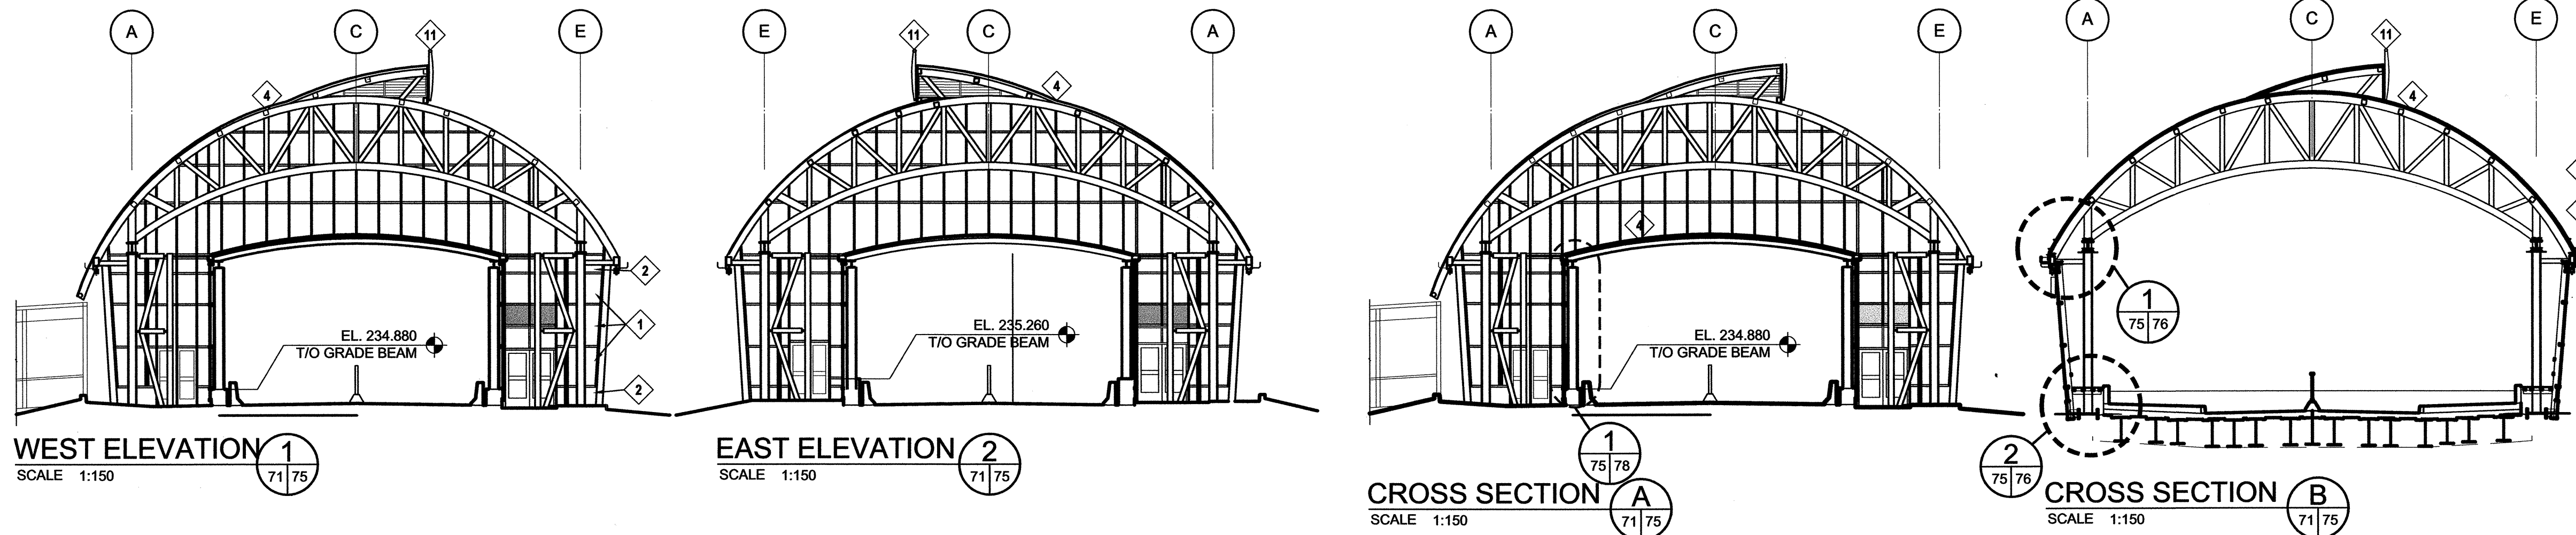 A C E
11
4
EL. 234.880
T/O GRADE BEAM
2
1
2
WEST ELEVATION 1
SCALE 1:150
71 75
E C A
11
4
EL. 235.260
T/O GRADE BEAM
EAST ELEVATION 2
SCALE 1:150
71 75
A C E
4
EL. 234.880
T/O GRADE BEAM
1
75 78
CROSS SECTION A
SCALE 1:150
71 75
A C E
11
4
1
75 76
2
75 76
CROSS SECTION B
SCALE 1:150
71 75